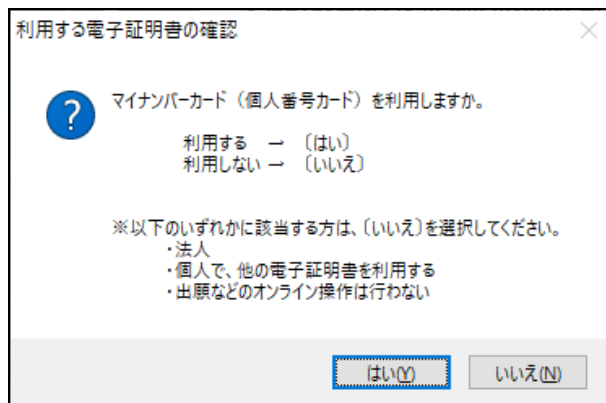 利用する電子証明書の確認
?
マイナンバーカード（個人番号カード）を利用しますか。
利用する → 〔はい〕
利用しない → 〔いいえ〕
※以下のいずれかに該当する方は、〔いいえ〕を選択してください。
・法人
・個人で、他の電子証明書を利用する
・出願などのオンライン操作は行わない
はい(Y) いいえ(N)